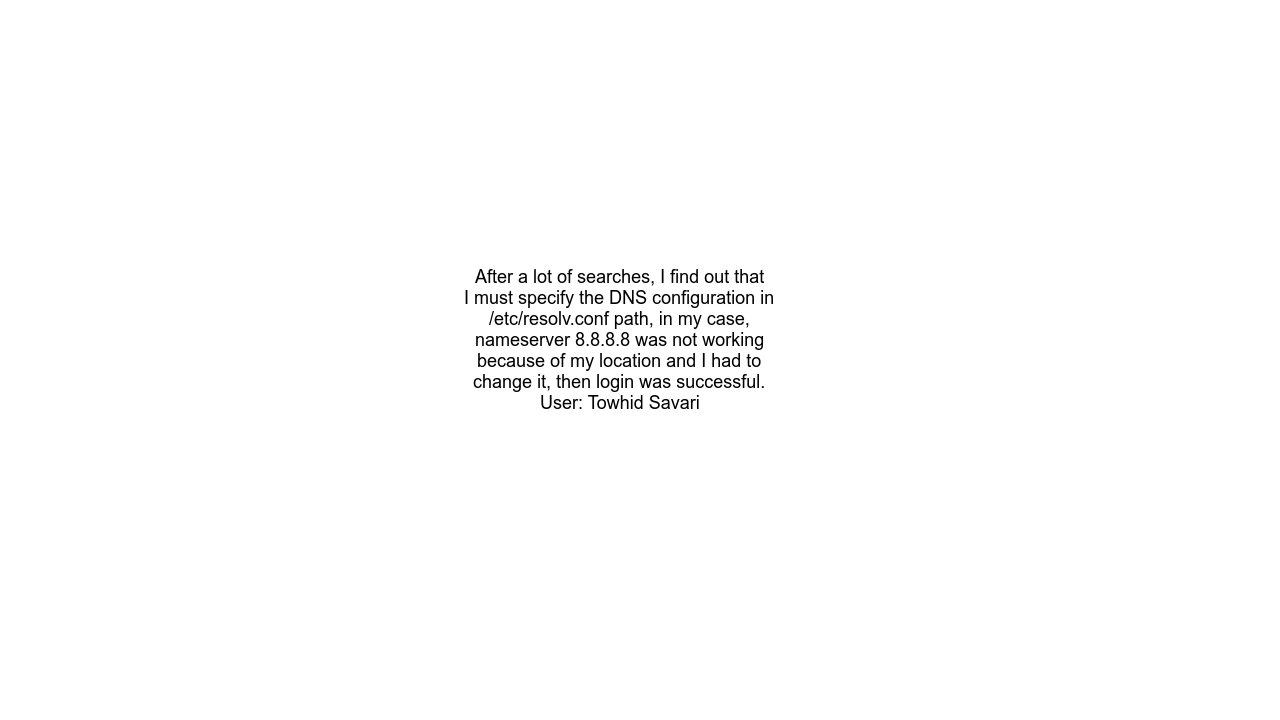 After a lot of searches, I find out that
I must specify the DNS configuration in
/etc/resolv.conf path, in my case,
nameserver 8.8.8.8 was not working
because of my location and I had to
change it, then login was successful.
User: Towhid Savari